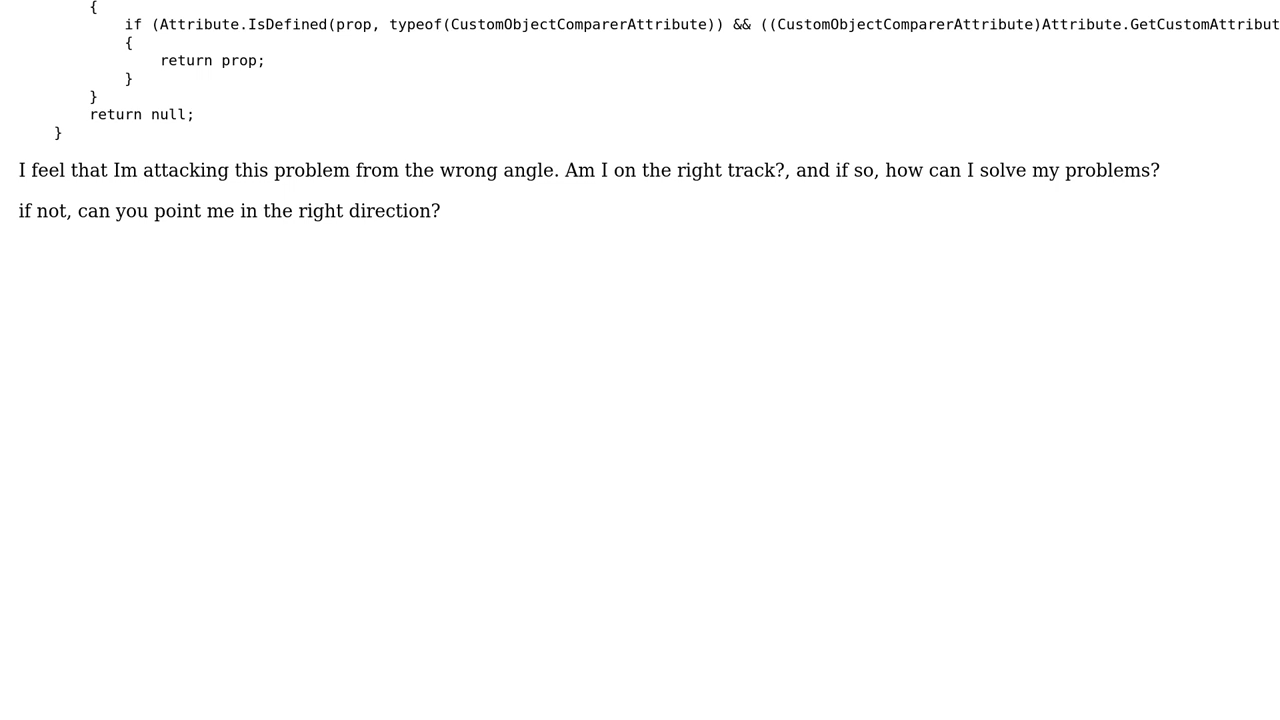 {
if (Attribute.IsDefined(prop, typeof(CustomObjectComparerAttribute)) && ((CustomObjectComparerAttribute)Attribute.GetCustomAttribut
{
return prop;
}
}
return null;
}
I feel that Im attacking this problem from the wrong angle. Am I on the right track?, and if so, how can I solve my problems?
if not, can you point me in the right direction?